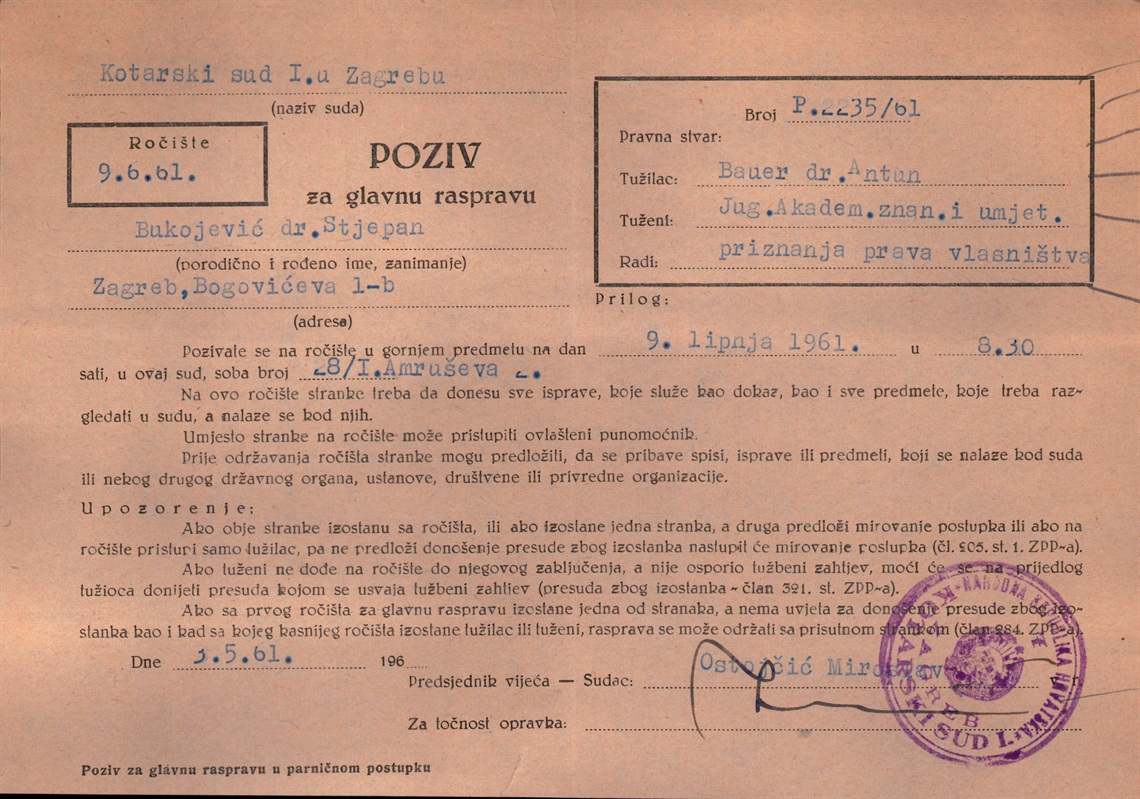 Kotarski sud I.u Zagrebu
(naziv suda)
Ročište
9.6.61.
POZIV
za glavnu raspravu
Bukojević dr.Stjepan
(porodično i rođeno ime, zanimanje)
Zagreb,Bogovićeva 1-b
(adresa)
Broj P.2235/61
Pravna stvar:
Tužilac: Bauer dr.Antun
Tuženi: Jug.Akadem.znan.i umjet.
Radi: priznanja prava vlasništva
Prilog:
Pozivate se na ročište u gornjem predmetu na dan 9. lipnja 1961. u 8.30
sati, u ovaj sud, soba broj 28/I.Amruševa 2.
Na ovo ročište stranke treba da donesu sve isprave, koje služe kao dokaz, kao i sve predmete, koje treba raz-
gledati u sudu, a nalaze se kod njih.
Umjesto stranke na ročište može pristupiti ovlašteni punomoćnik.
Prije održavanja ročišta stranke mogu predložiti, da se pribave spisi, isprave ili predmeti, koji se nalaze kod suda
ili nekog drugog državnog organa, ustanove, društvene ili privredne organizacije.
Upozorenje:
Ako obje stranke izostanu sa ročišta, ili ako izostane jedna stranka, a druga predloži mirovanje postupka ili ako na
ročište pristupi samo tužilac, pa ne predloži donošenje presude zbog izostanka nastupit će mirovanje postupka (čl. 205. st. 1. ZPP-a).
Ako tuženi ne dođe na ročište do njegovog zaključenja, a nije osporio tužbeni zahtjev, moći će se na prijedlog
tužioca donijeti presuda kojom se usvaja tužbeni zahtjev (presuda zbog izostanka - član 321. st. ZPP-a).
Ako sa prvog ročišta za glavnu raspravu izostane jedna od stranaka, a nema uvjeta za donošenje presude zbog izo-
stanka kao i kad sa kojeg kasnijeg ročišta izostane tužilac ili tuženi, rasprava se može održati sa prisutnom strankom (član 284. ZPP-a)
Dne 3.5.61. 196
Predsjednik vijeća — Sudac: Ostojčić Miroslav
Za točnost opravka:
NARODNA REPUBLIKA HRVATSKA
KOTARSKI SUD I.
ZAGREB
Poziv za glavnu raspravu u parničnom postupku